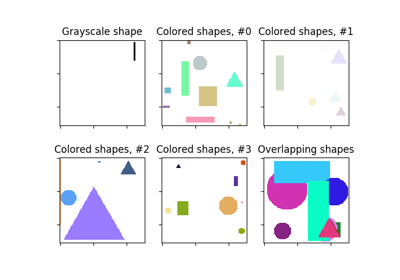 Grayscale shape
Colored shapes, #0
Colored shapes, #1
Colored shapes, #2
Colored shapes, #3
Overlapping shapes